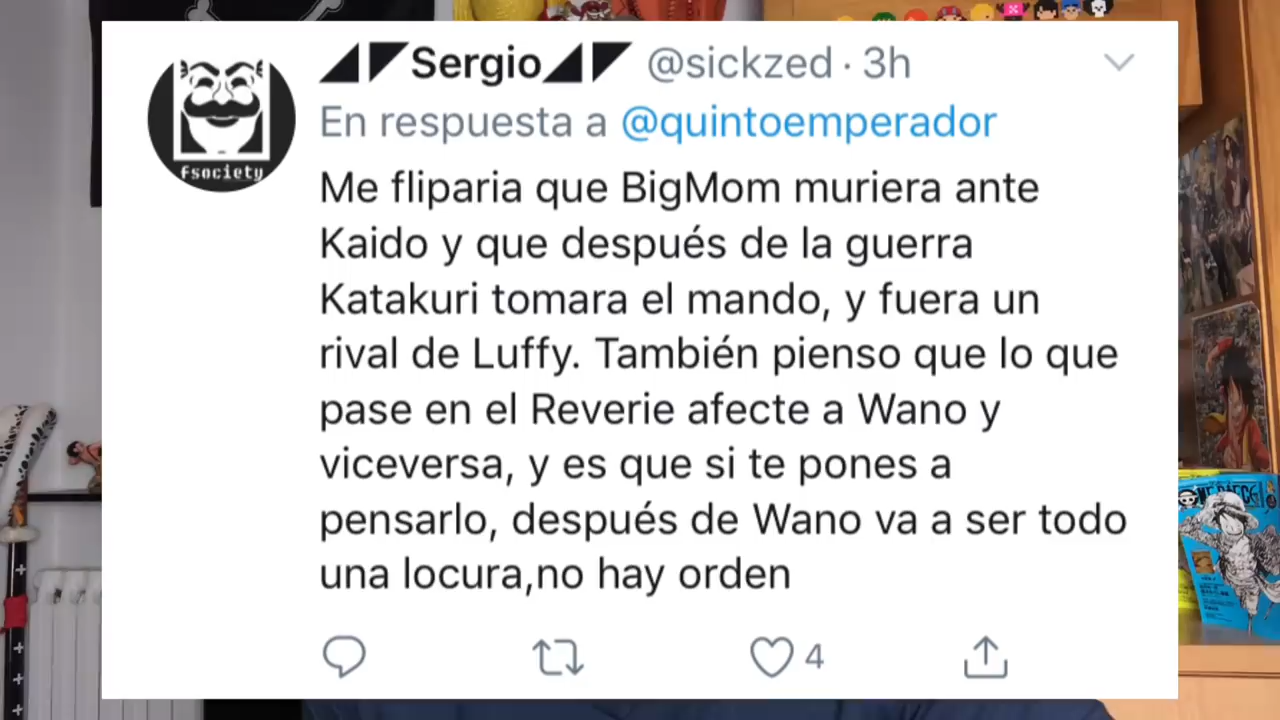 ◢◤Sergio◢◤ @sickzed · 3h
En respuesta a @quintoemperador
Me fliparia que BigMom muriera ante
Kaido y que después de la guerra
Katakuri tomara el mando, y fuera un
rival de Luffy. También pienso que lo que
pase en el Reverie afecte a Wano y
viceversa, y es que si te pones a
pensarlo, después de Wano va a ser todo
una locura,no hay orden
4
fsociety